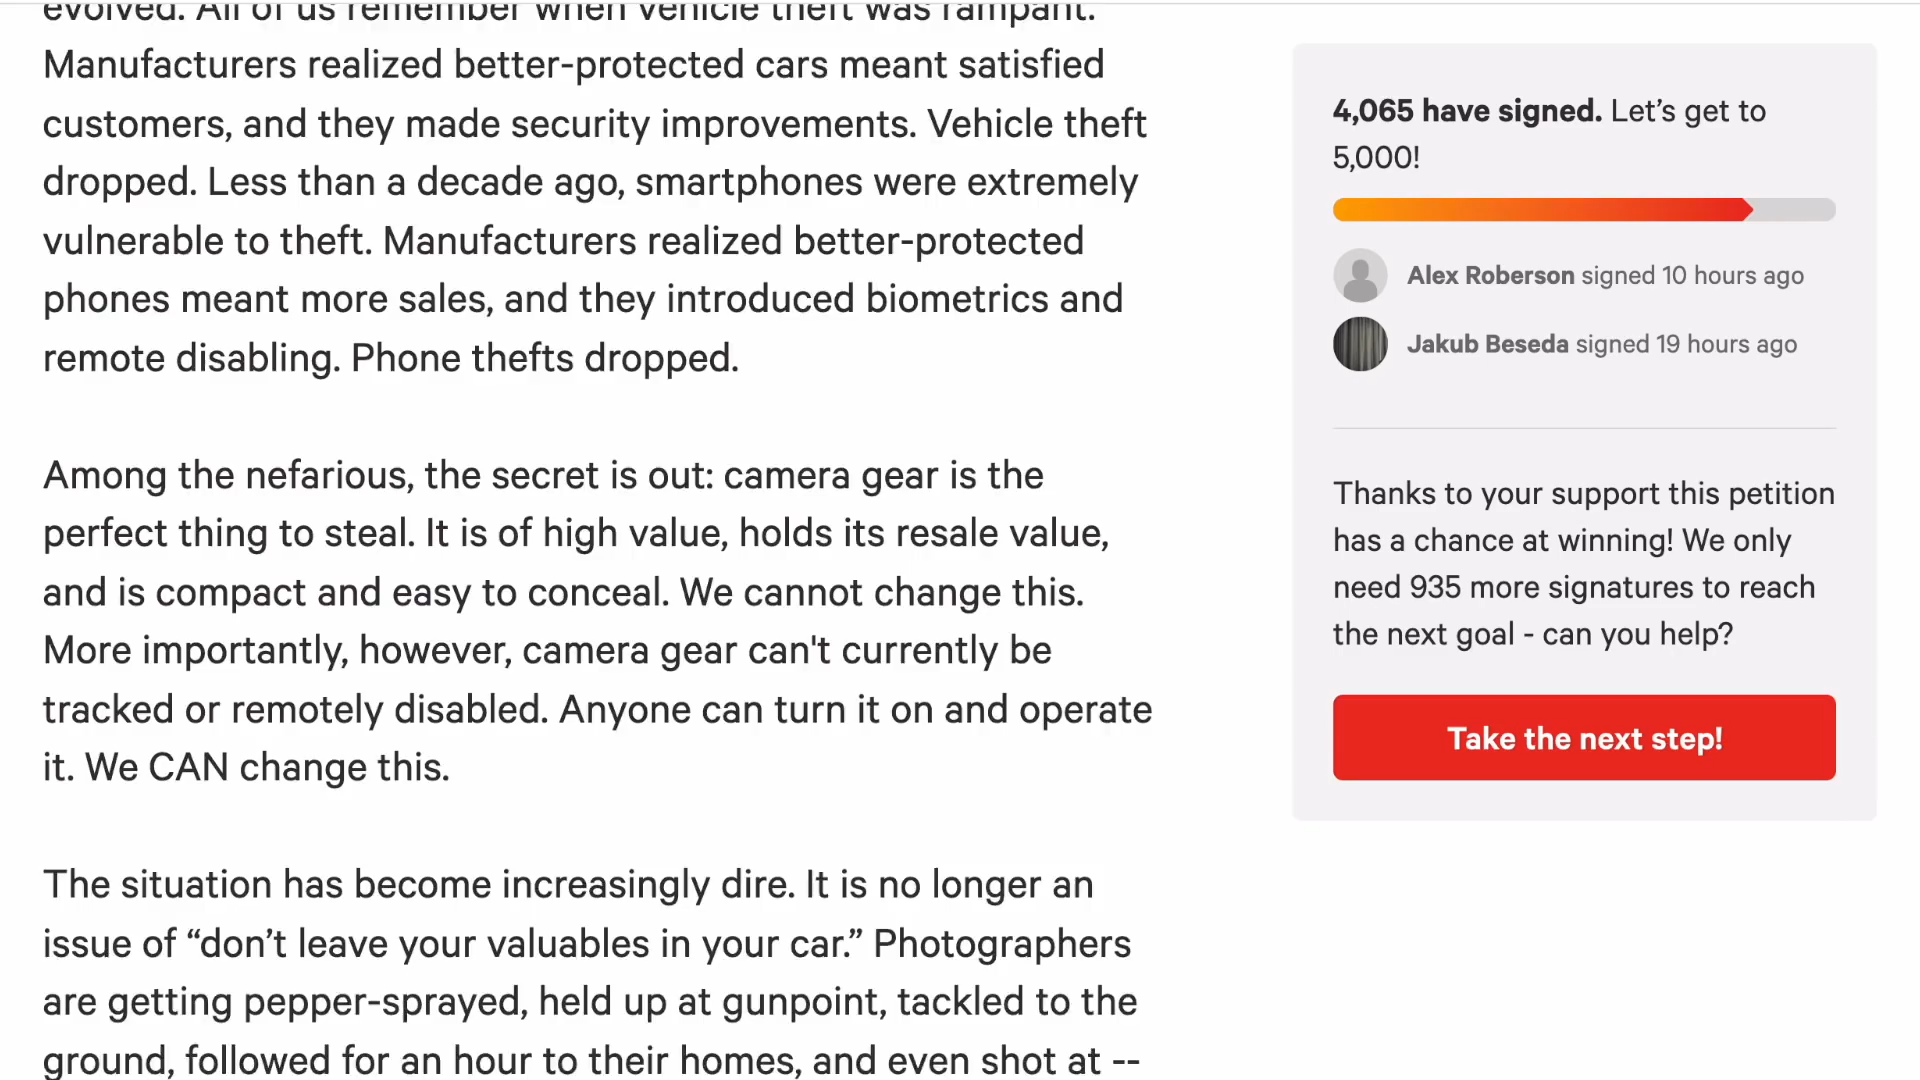 evolved. All of us remember when vehicle theft was rampant.
Manufacturers realized better-protected cars meant satisfied
customers, and they made security improvements. Vehicle theft
dropped. Less than a decade ago, smartphones were extremely
vulnerable to theft. Manufacturers realized better-protected
phones meant more sales, and they introduced biometrics and
remote disabling. Phone thefts dropped.
Among the nefarious, the secret is out: camera gear is the
perfect thing to steal. It is of high value, holds its resale value,
and is compact and easy to conceal. We cannot change this.
More importantly, however, camera gear can't currently be
tracked or remotely disabled. Anyone can turn it on and operate
it. We CAN change this.
The situation has become increasingly dire. It is no longer an
issue of “don’t leave your valuables in your car.” Photographers
are getting pepper-sprayed, held up at gunpoint, tackled to the
ground, followed for an hour to their homes, and even shot at --
4,065 have signed. Let’s get to
5,000!
Alex Roberson signed 10 hours ago
Jakub Beseda signed 19 hours ago
Thanks to your support this petition
has a chance at winning! We only
need 935 more signatures to reach
the next goal - can you help?
Take the next step!